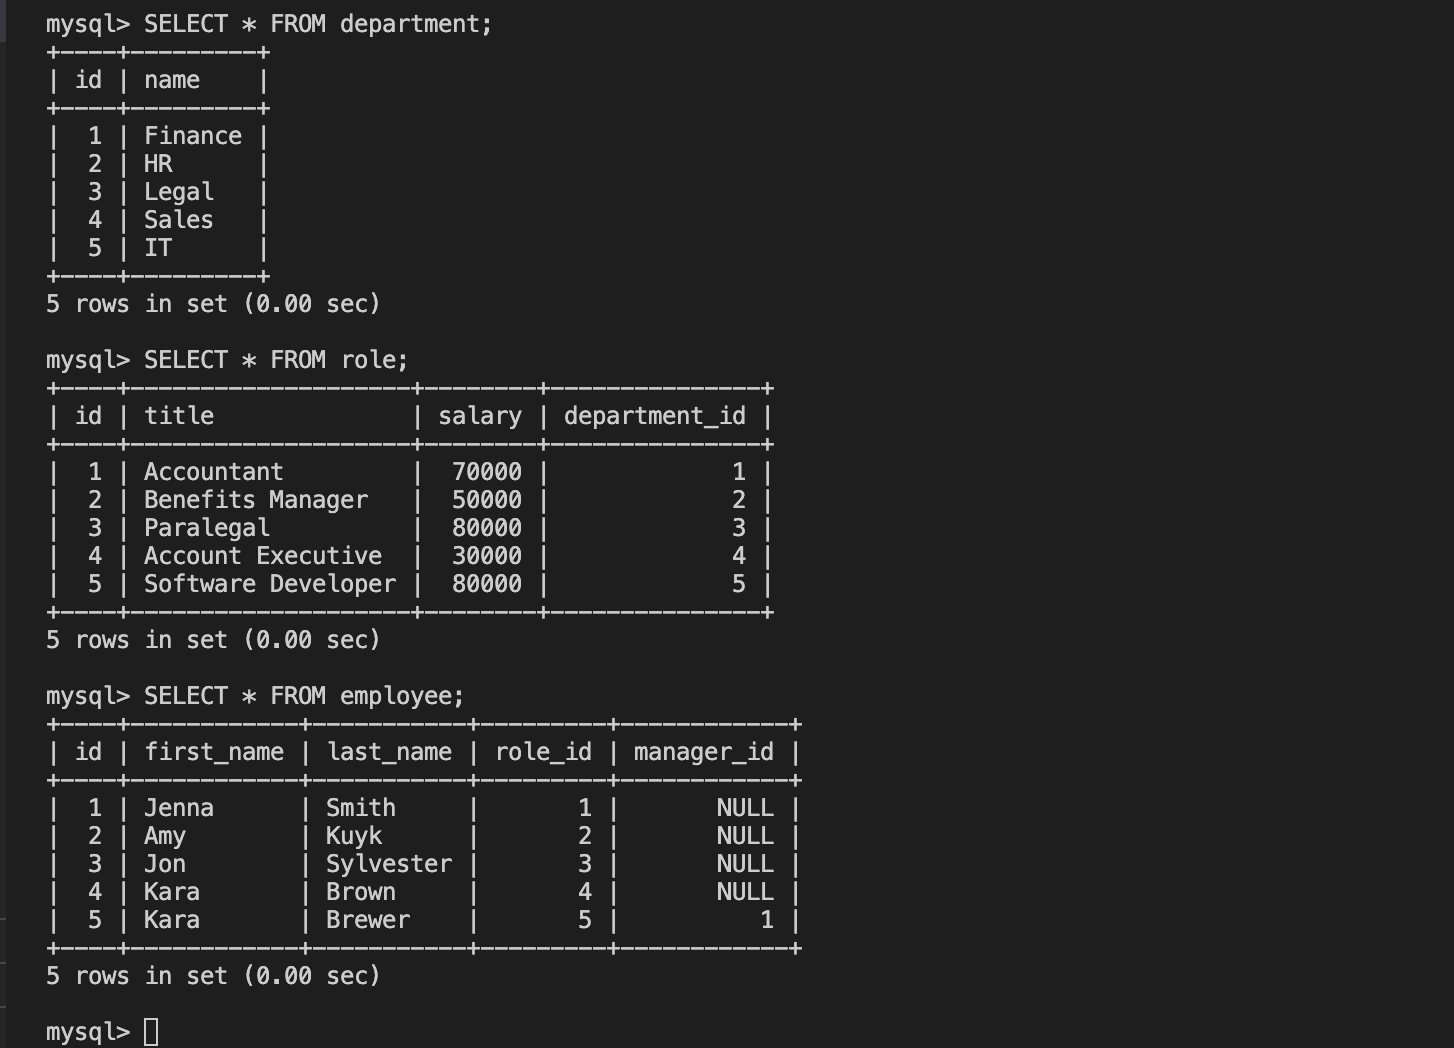 mysql> SELECT * FROM department;
+----+---------+
| id | name    |
+----+---------+
|  1 | Finance |
|  2 | HR      |
|  3 | Legal   |
|  4 | Sales   |
|  5 | IT      |
+----+---------+
5 rows in set (0.00 sec)

mysql> SELECT * FROM role;
+----+--------------------+--------+---------------+
| id | title              | salary | department_id |
+----+--------------------+--------+---------------+
|  1 | Accountant         |  70000 |             1 |
|  2 | Benefits Manager   |  50000 |             2 |
|  3 | Paralegal          |  80000 |             3 |
|  4 | Account Executive  |  30000 |             4 |
|  5 | Software Developer |  80000 |             5 |
+----+--------------------+--------+---------------+
5 rows in set (0.00 sec)

mysql> SELECT * FROM employee;
+----+------------+-----------+---------+------------+
| id | first_name | last_name | role_id | manager_id |
+----+------------+-----------+---------+------------+
|  1 | Jenna      | Smith     |       1 |       NULL |
|  2 | Amy        | Kuyk      |       2 |       NULL |
|  3 | Jon        | Sylvester |       3 |       NULL |
|  4 | Kara       | Brown     |       4 |       NULL |
|  5 | Kara       | Brewer    |       5 |          1 |
+----+------------+-----------+---------+------------+
5 rows in set (0.00 sec)

mysql>